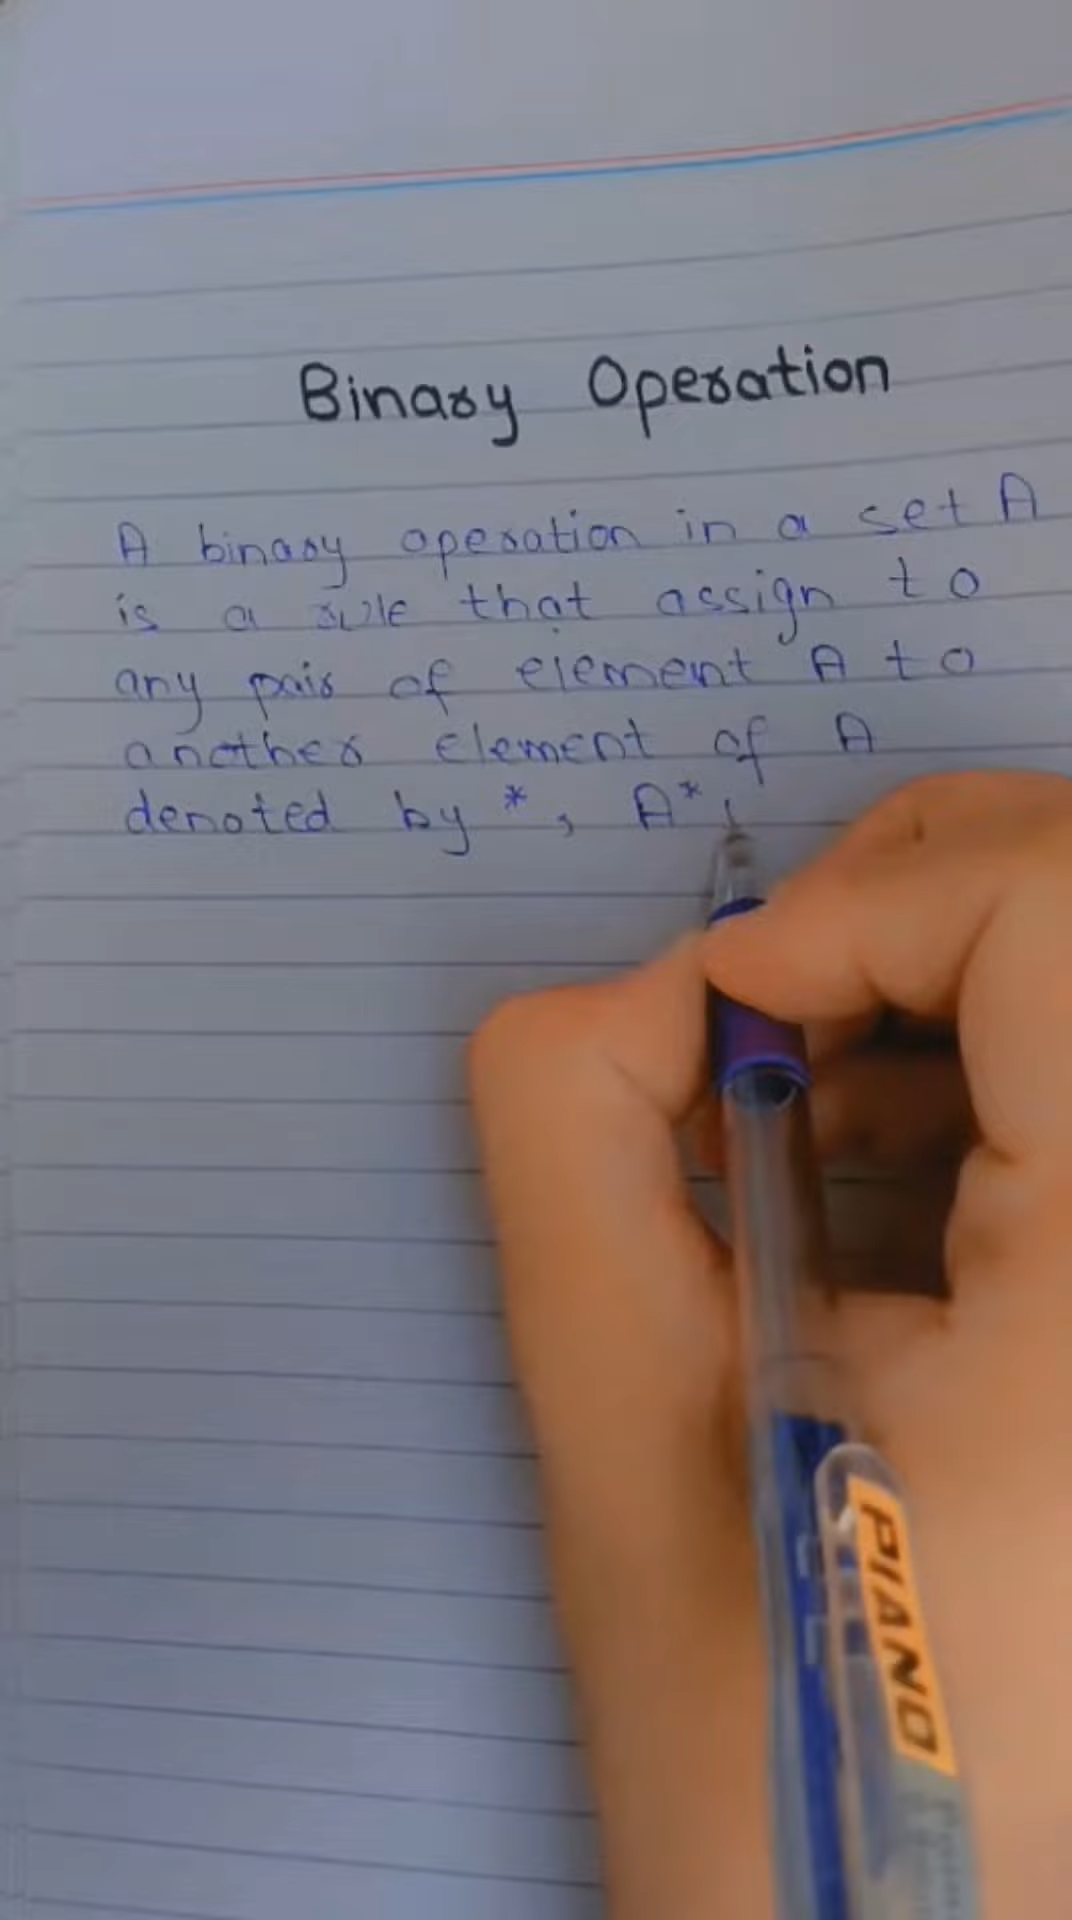 Binary Operation
A binary operation in a set A
is a rule that assign to
any pair of element A to
another element of A
denoted by *, A*
PIANO